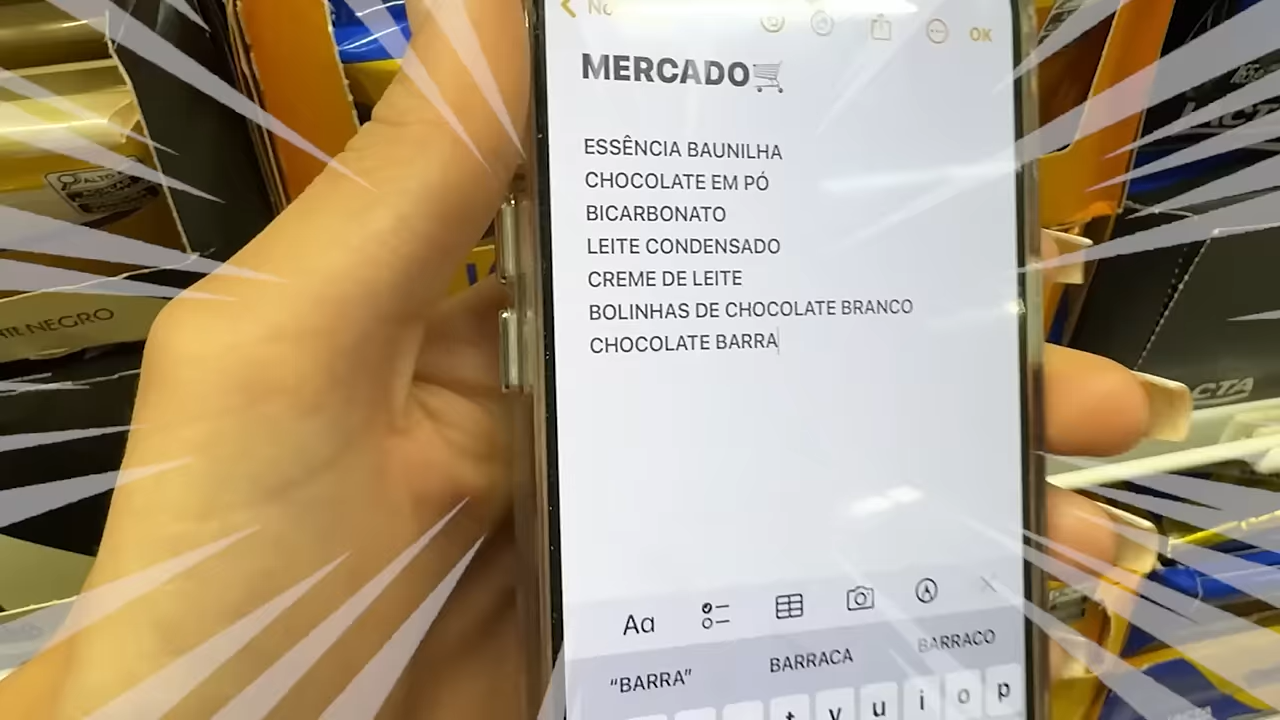 OK
MERCADO🛒
ESSÊNCIA BAUNILHA
CHOCOLATE EM PÓ
BICARBONATO
LEITE CONDENSADO
CREME DE LEITE
BOLINHAS DE CHOCOLATE BRANCO
CHOCOLATE BARRA
Aa
"BARRA" BARRACA BARRACO
u i o p
NEGRO
ALTO